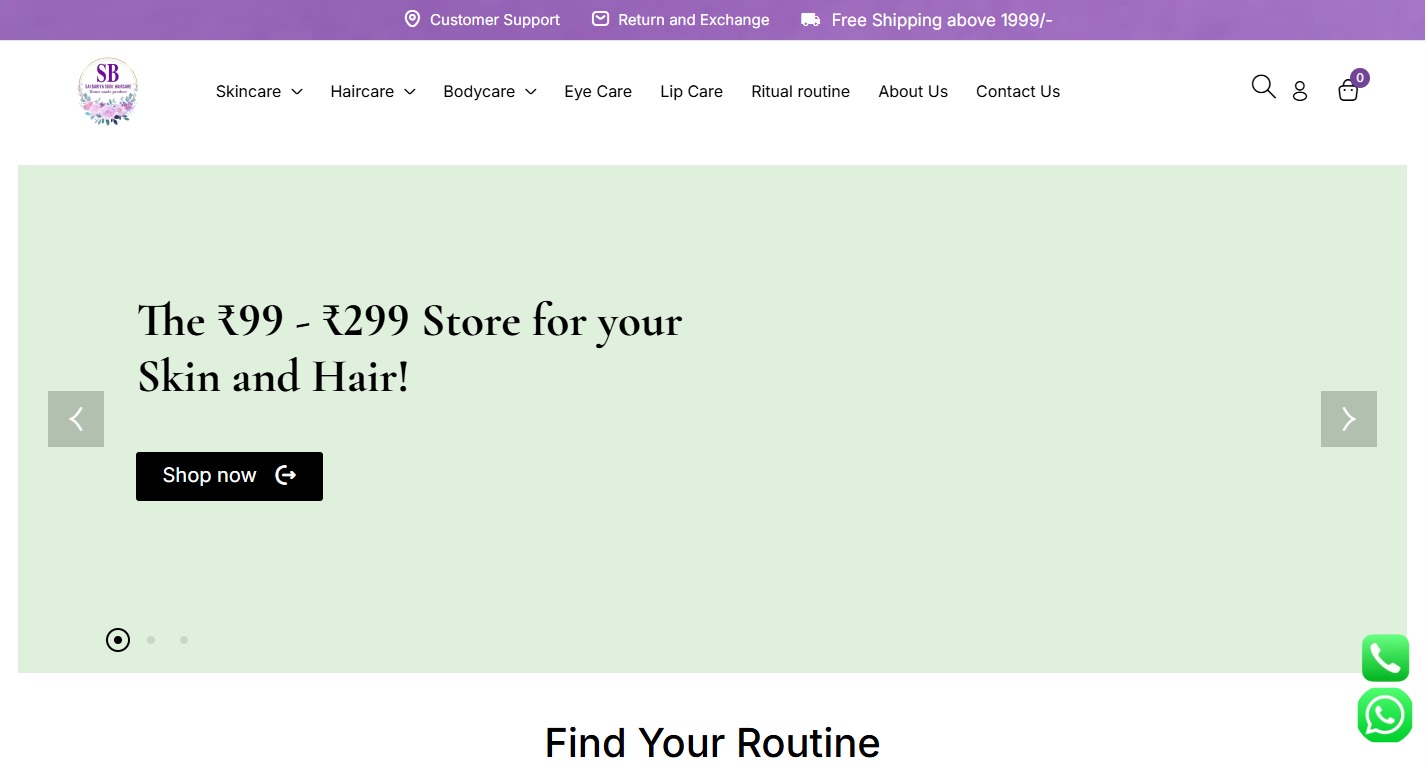 Customer Support
Return and Exchange
Free Shipping above 1999/-
SB
Skincare
Haircare
Bodycare
Eye Care
Lip Care
Ritual routine
About Us
Contact Us
0
The ₹99 - ₹299 Store for your
Skin and Hair!
Shop now
Find Your Routine